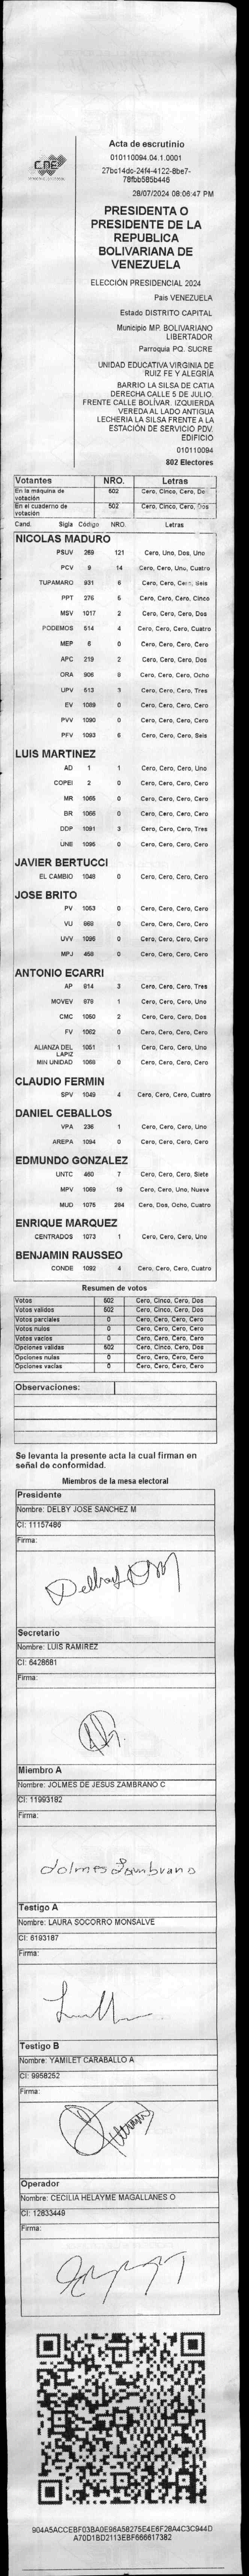 CNE
Acta de escrutinio
010110094.04.1.0001
27bc14dc-24f4-4122-8be7-
78fbb585b446
28/07/2024 08:06:47 PM
PRESIDENTA O
PRESIDENTE DE LA
REPUBLICA
BOLIVARIANA DE
VENEZUELA
ELECCIÓN PRESIDENCIAL 2024
Pais VENEZUELA
Estado DISTRITO CAPITAL
Municipio MP. BOLIVARIANO
LIBERTADOR
Parroquia PQ. SUCRE
UNIDAD EDUCATIVA VIRGINIA DE
RUIZ FE Y ALEGRÍA
BARRIO LA SILSA DE CATIA
DERECHA CALLE 5 DE JULIO.
FRENTE CALLE BOLÍVAR. IZQUIERDA
VEREDA AL LADO ANTIGUA
LECHERIA LA SILSA FRENTE A LA
ESTACIÓN DE SERVICIO PDV.
EDIFICIO
010110094
802 Electores
Votantes NRO. Letras
En la máquina de votación 502 Cero, Cinco, Cero, Do
En el cuaderno de votación 502 Cero, Cinco, Cero, Dos
Cand. Sigla Código NRO. Letras
NICOLAS MADURO
PSUV 269 121 Cero, Uno, Dos, Uno
PCV 9 14 Cero, Cero, Uno, Cuatro
TUPAMARO 931 6 Cero, Cero, Cero, Seis
PPT 275 5 Cero, Cero, Cero, Cinco
MSV 1017 2 Cero, Cero, Cero, Dos
PODEMOS 514 4 Cero, Cero, Cero, Cuatro
MEP 6 0 Cero, Cero, Cero, Cero
APC 219 2 Cero, Cero, Cero, Dos
ORA 906 8 Cero, Cero, Cero, Ocho
UPV 513 3 Cero, Cero, Cero, Tres
EV 1089 0 Cero, Cero, Cero, Cero
PVV 1090 0 Cero, Cero, Cero, Cero
PFV 1093 6 Cero, Cero, Cero, Seis
LUIS MARTINEZ
AD 1 1 Cero, Cero, Cero, Uno
COPEI 2 0 Cero, Cero, Cero, Cero
MR 1065 0 Cero, Cero, Cero, Cero
BR 1066 0 Cero, Cero, Cero, Cero
DDP 1091 3 Cero, Cero, Cero, Tres
UNE 1095 0 Cero, Cero, Cero, Cero
JAVIER BERTUCCI
EL CAMBIO 1048 0 Cero, Cero, Cero, Cero
JOSE BRITO
PV 1053 0 Cero, Cero, Cero, Cero
VU 868 0 Cero, Cero, Cero, Cero
UVV 1096 0 Cero, Cero, Cero, Cero
MPJ 458 0 Cero, Cero, Cero, Cero
ANTONIO ECARRI
AP 914 3 Cero, Cero, Cero, Tres
MOVEV 979 1 Cero, Cero, Cero, Uno
CMC 1050 2 Cero, Cero, Cero, Dos
FV 1062 0 Cero, Cero, Cero, Cero
ALIANZA DEL LAPIZ 1051 1 Cero, Cero, Cero, Uno
MIN UNIDAD 1068 0 Cero, Cero, Cero, Cero
CLAUDIO FERMIN
SPV 1049 4 Cero, Cero, Cero, Cuatro
DANIEL CEBALLOS
VPA 236 1 Cero, Cero, Cero, Uno
AREPA 1094 0 Cero, Cero, Cero, Cero
EDMUNDO GONZALEZ
UNTC 460 7 Cero, Cero, Cero, Siete
MPV 1069 19 Cero, Cero, Uno, Nueve
MUD 1075 284 Cero, Dos, Ocho, Cuatro
ENRIQUE MARQUEZ
CENTRADOS 1073 1 Cero, Cero, Cero, Uno
BENJAMIN RAUSSEO
CONDE 1092 4 Cero, Cero, Cero, Cuatro
Resumen de votos
Votos 502 Cero, Cinco, Cero, Dos
Votos validos 502 Cero, Cinco, Cero, Dos
Votos parciales 0 Cero, Cero, Cero, Cero
Votos nulos 0 Cero, Cero, Cero, Cero
Votos vacios 0 Cero, Cero, Cero, Cero
Opciones validas 502 Cero, Cinco, Cero, Dos
Opciones nulas 0 Cero, Cero, Cero, Cero
Opciones vacias 0 Cero, Cero, Cero, Cero
Observaciones:
Se levanta la presente acta la cual firman en
señal de conformidad.
Miembros de la mesa electoral
Presidente
Nombre: DELBY JOSE SANCHEZ M
CI: 11157486
Firma:
Secretario
Nombre: LUIS RAMIREZ
CI: 6428681
Firma:
Miembro A
Nombre: JOLMES DE JESUS ZAMBRANO C
CI: 11993182
Firma:
Jolmes Zambrano
Testigo A
Nombre: LAURA SOCORRO MONSALVE
CI: 6193187
Firma:
Testigo B
Nombre: YAMILET CARABALLO A
CI: 9958252
Firma:
Operador
Nombre: CECILIA HELAYME MAGALLANES O
CI: 12833449
Firma:
904A5ACCEBF03BA0E96A58275E4E6F28A4C3C944D
A70D1BD2113EBF666617382